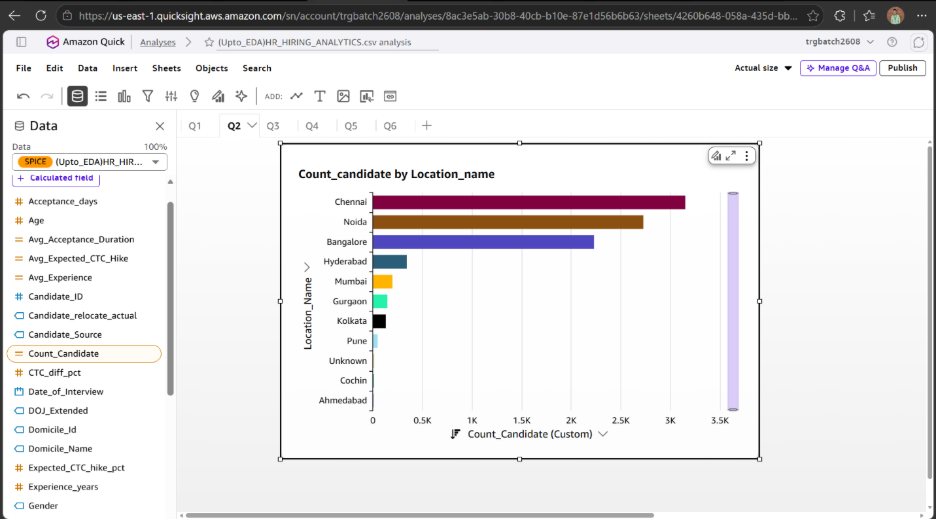 https://us-east-1.quicksight.aws.amazon.com/sn/account/trgbatch2608/analyses/8ac3e5ab-30b8-40cb-b10e-87e1d56b6b63/sheets/4260b648-058a-435d-bb...
Amazon Quick
Analyses
(Upto_EDA)HR_HIRING_ANALYTICS.csv analysis
trgbatch2608
File Edit Data Insert Sheets Objects Search
Actual size
Manage Q&A
Publish
ADD:
Data
Data
100%
SPICE (Upto_EDA)HR_HIR...
+ Calculated field
Acceptance_days
Age
Avg_Acceptance_Duration
Avg_Expected_CTC_Hike
Avg_Experience
Candidate_ID
Candidate_relocate_actual
Candidate_Source
Count_Candidate
CTC_diff_pct
Date_of_Interview
DOJ_Extended
Domicile_Id
Domicile_Name
Expected_CTC_hike_pct
Experience_years
Gender
Q1 Q2 Q3 Q4 Q5 Q6
Count_candidate by Location_name
Location_Name
Chennai
Noida
Bangalore
Hyderabad
Mumbai
Gurgaon
Kolkata
Pune
Unknown
Cochin
Ahmedabad
0 0.5K 1K 1.5K 2K 2.5K 3K 3.5K
Count_Candidate (Custom)